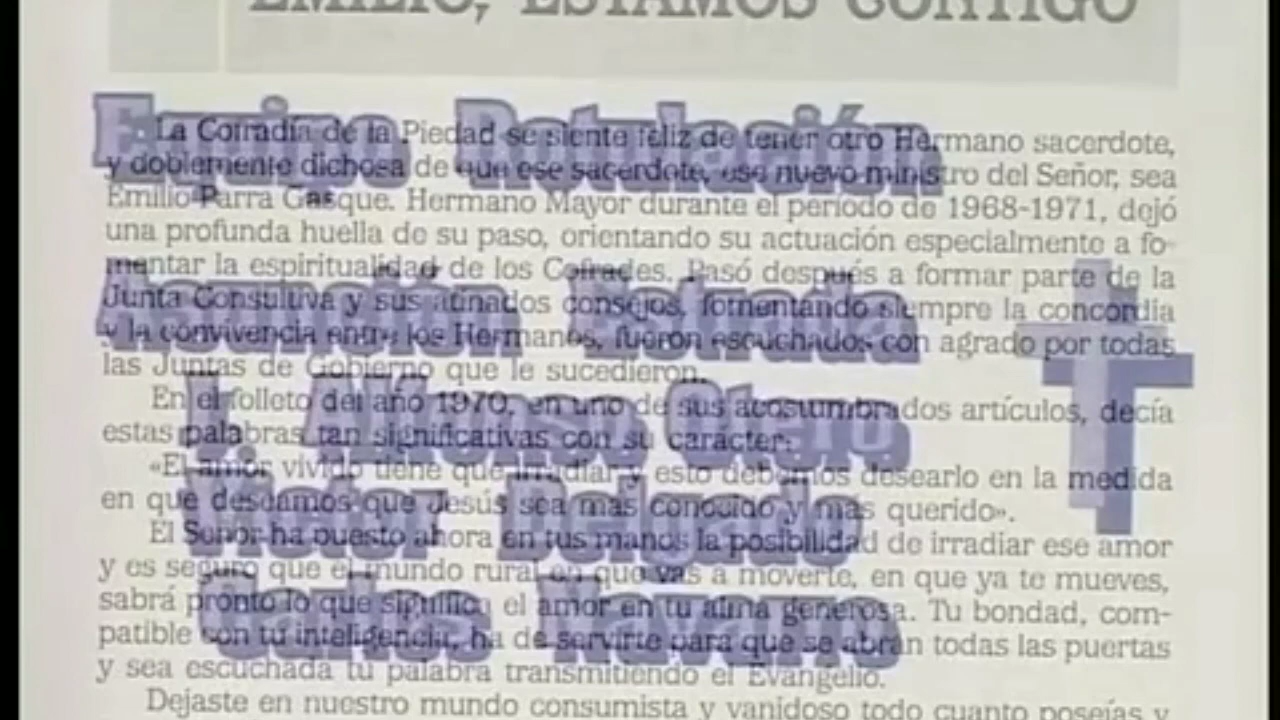 EMILIO, ESTAMOS CONTIGO
Equipo Rotulación
La Cofradía de la Piedad se siente feliz de tener otro Hermano sacerdote,
y doblemente dichosa de que ese sacerdote, ese nuevo ministro del Señor, sea
Emilio Parra Gasque. Hermano Mayor durante el período de 1968-1971, dejó
una profunda huella de su paso, orientando su actuación especialmente a fo-
mentar la espiritualidad de los Cofrades. Pasó después a formar parte de la
Junta Consultiva y sus atinados consejos, fomentando siempre la concordia
y la convivencia entre los Hermanos, fueron escuchados con agrado por todas
las Juntas de Gobierno que le sucedieron.
Asunción Estrada
En el folleto del año 1970, en uno de sus acostumbrados artículos, decía
estas palabras tan significativas con su carácter:
J. Alfonso Otero
«El amor vivido tiene que irradiar y esto debemos desearlo en la medida
en que deseamos que Jesús sea más conocido y más querido».
Víctor Delgado
El Señor ha puesto ahora en tus manos la posibilidad de irradiar ese amor
y es seguro que el mundo rural en que vas a moverte, en que ya te mueves,
sabrá pronto lo que significa el amor en tu alma generosa. Tu bondad, com-
patible con tu inteligencia, ha de servirte para que se abran todas las puertas
y sea escuchada tu palabra transmitiendo el Evangelio.
Carlos Navarro
Dejaste en nuestro mundo consumista y vanidoso todo cuanto poseías y